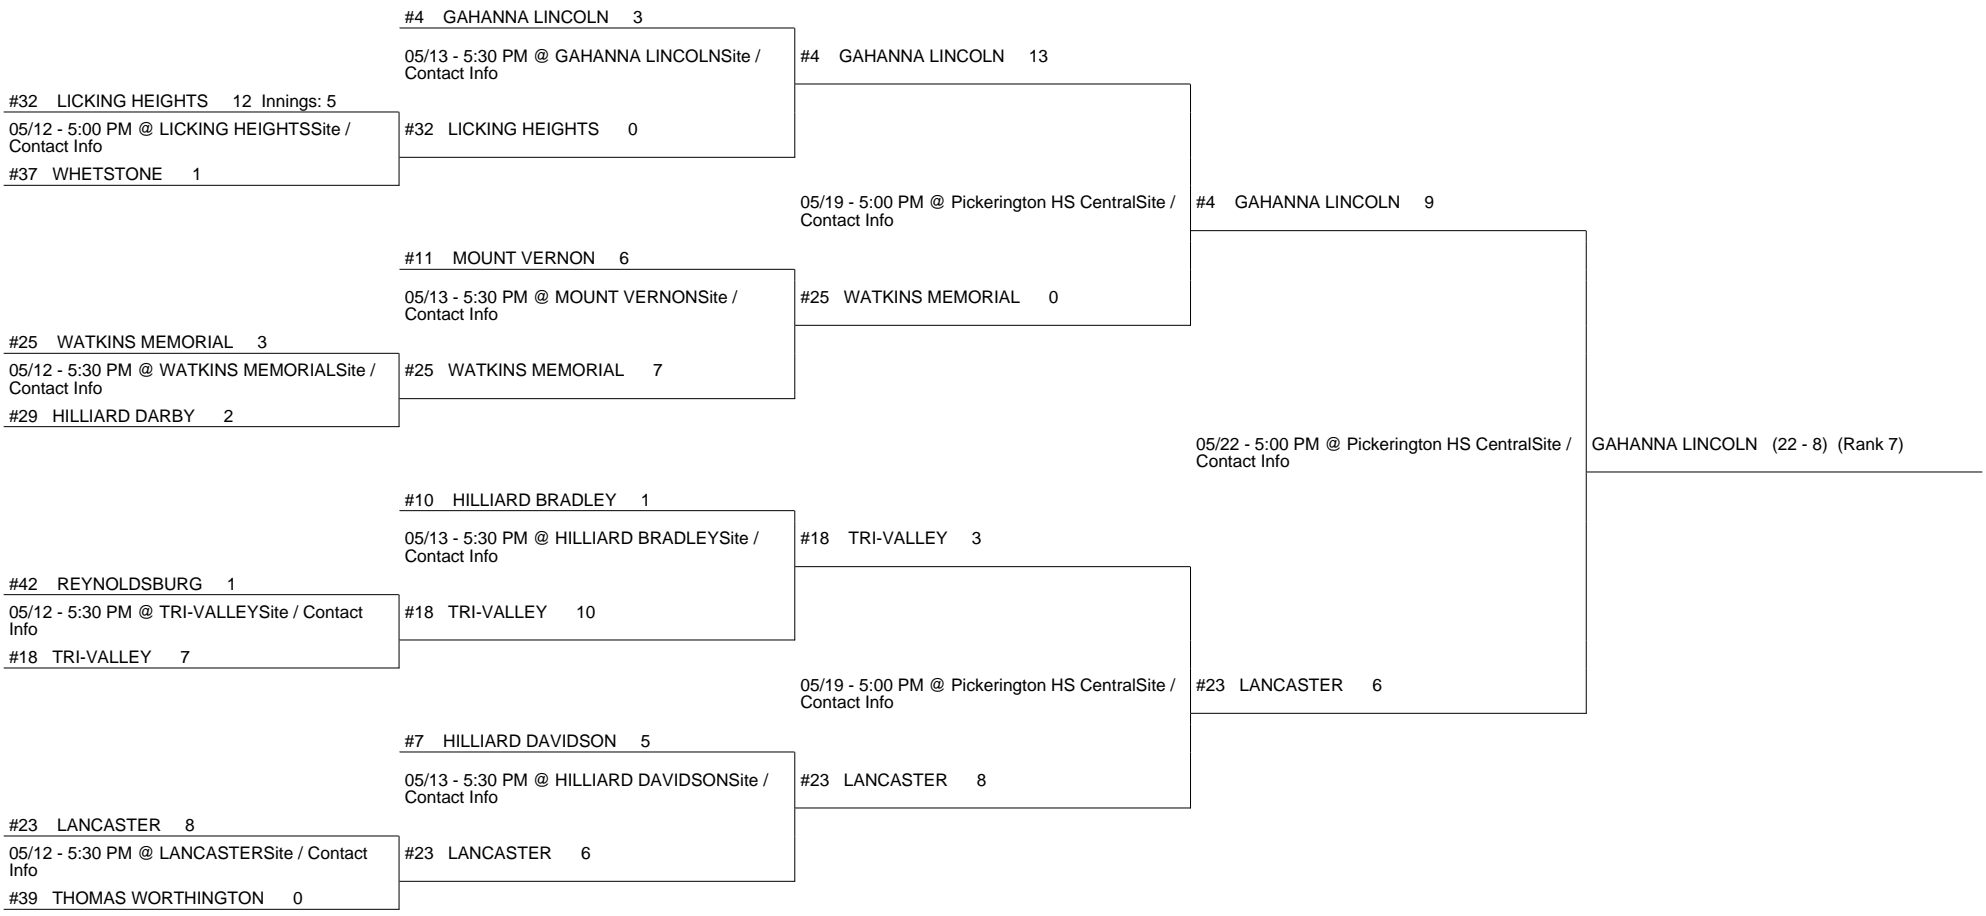 #4 GAHANNA LINCOLN 3
05/13 - 5:30 PM @ GAHANNA LINCOLNSite /
Contact Info
#4 GAHANNA LINCOLN 13
#32 LICKING HEIGHTS 12 Innings: 5
05/12 - 5:00 PM @ LICKING HEIGHTSSite /
Contact Info
#32 LICKING HEIGHTS 0
#37 WHETSTONE 1
05/19 - 5:00 PM @ Pickerington HS CentralSite /
Contact Info
#4 GAHANNA LINCOLN 9
#11 MOUNT VERNON 6
05/13 - 5:30 PM @ MOUNT VERNONSite /
Contact Info
#25 WATKINS MEMORIAL 0
#25 WATKINS MEMORIAL 3
05/12 - 5:30 PM @ WATKINS MEMORIALSite /
Contact Info
#25 WATKINS MEMORIAL 7
#29 HILLIARD DARBY 2
05/22 - 5:00 PM @ Pickerington HS CentralSite /
Contact Info
GAHANNA LINCOLN (22 - 8) (Rank 7)
#10 HILLIARD BRADLEY 1
05/13 - 5:30 PM @ HILLIARD BRADLEYSite /
Contact Info
#18 TRI-VALLEY 3
#42 REYNOLDSBURG 1
05/12 - 5:30 PM @ TRI-VALLEYSite / Contact
Info
#18 TRI-VALLEY 10
#18 TRI-VALLEY 7
05/19 - 5:00 PM @ Pickerington HS CentralSite /
Contact Info
#23 LANCASTER 6
#7 HILLIARD DAVIDSON 5
05/13 - 5:30 PM @ HILLIARD DAVIDSONSite /
Contact Info
#23 LANCASTER 8
#23 LANCASTER 8
05/12 - 5:30 PM @ LANCASTERSite / Contact
Info
#23 LANCASTER 6
#39 THOMAS WORTHINGTON 0